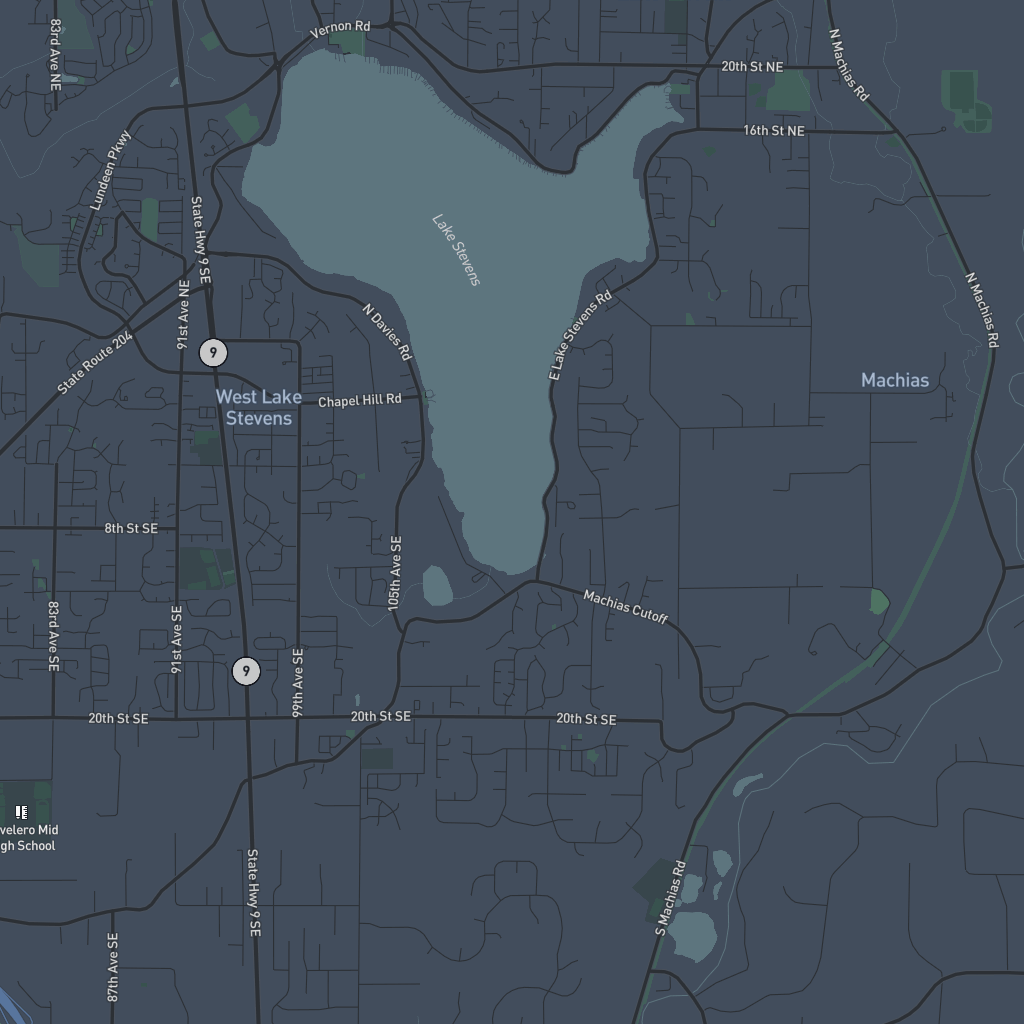 83rd Ave NE
Vernon Rd
N Machias Rd
20th St NE
16th St NE
Lundeen Pkwy
State Hwy 9 SE
Lake Stevens
91st Ave NE
N Davies Rd
E Lake Stevens Rd
N Machias Rd
State Route 204
9
Machias
West Lake
Stevens
Chapel Hill Rd
8th St SE
105th Ave SE
83rd Ave SE
91st Ave SE
Machias Cutoff
9
99th Ave SE
20th St SE
20th St SE
20th St SE
velero Mid
gh School
State Hwy 9 SE
S Machias Rd
87th Ave SE